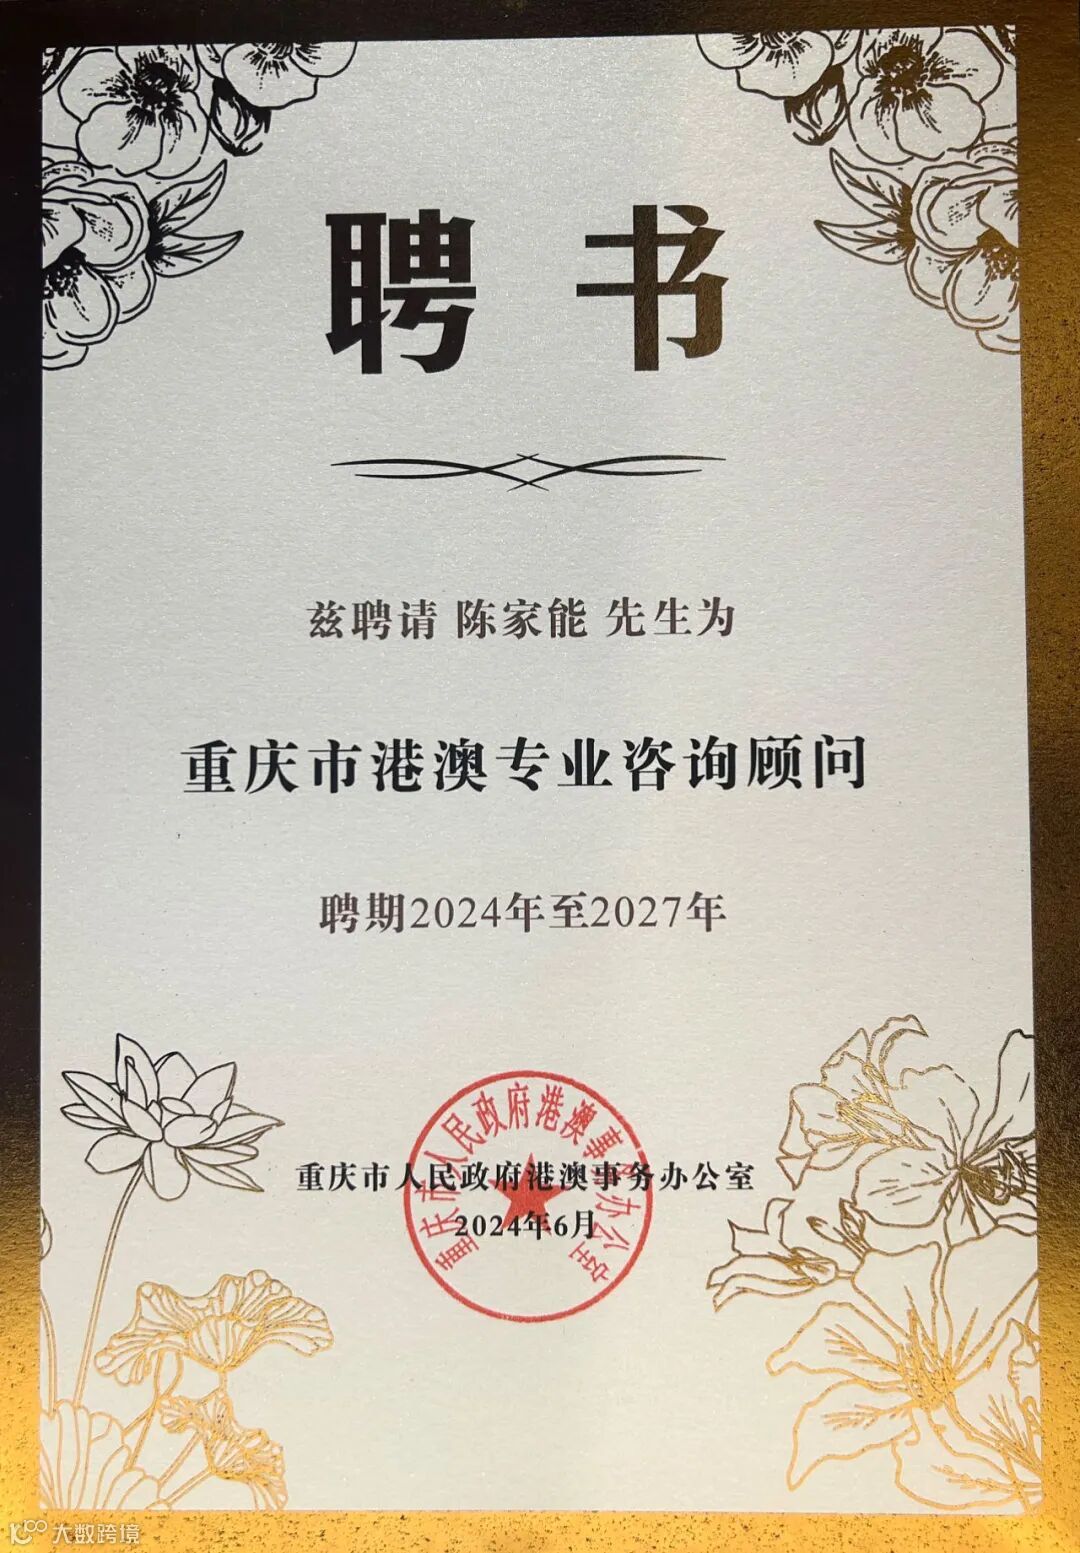 聘书
兹聘请 陈家能 先生为
重庆市港澳专业咨询顾问
聘期2024年至2027年
重庆市人民政府港澳事务办公室
重庆市人民政府港澳事务办公室
2024年6月
大数跨境